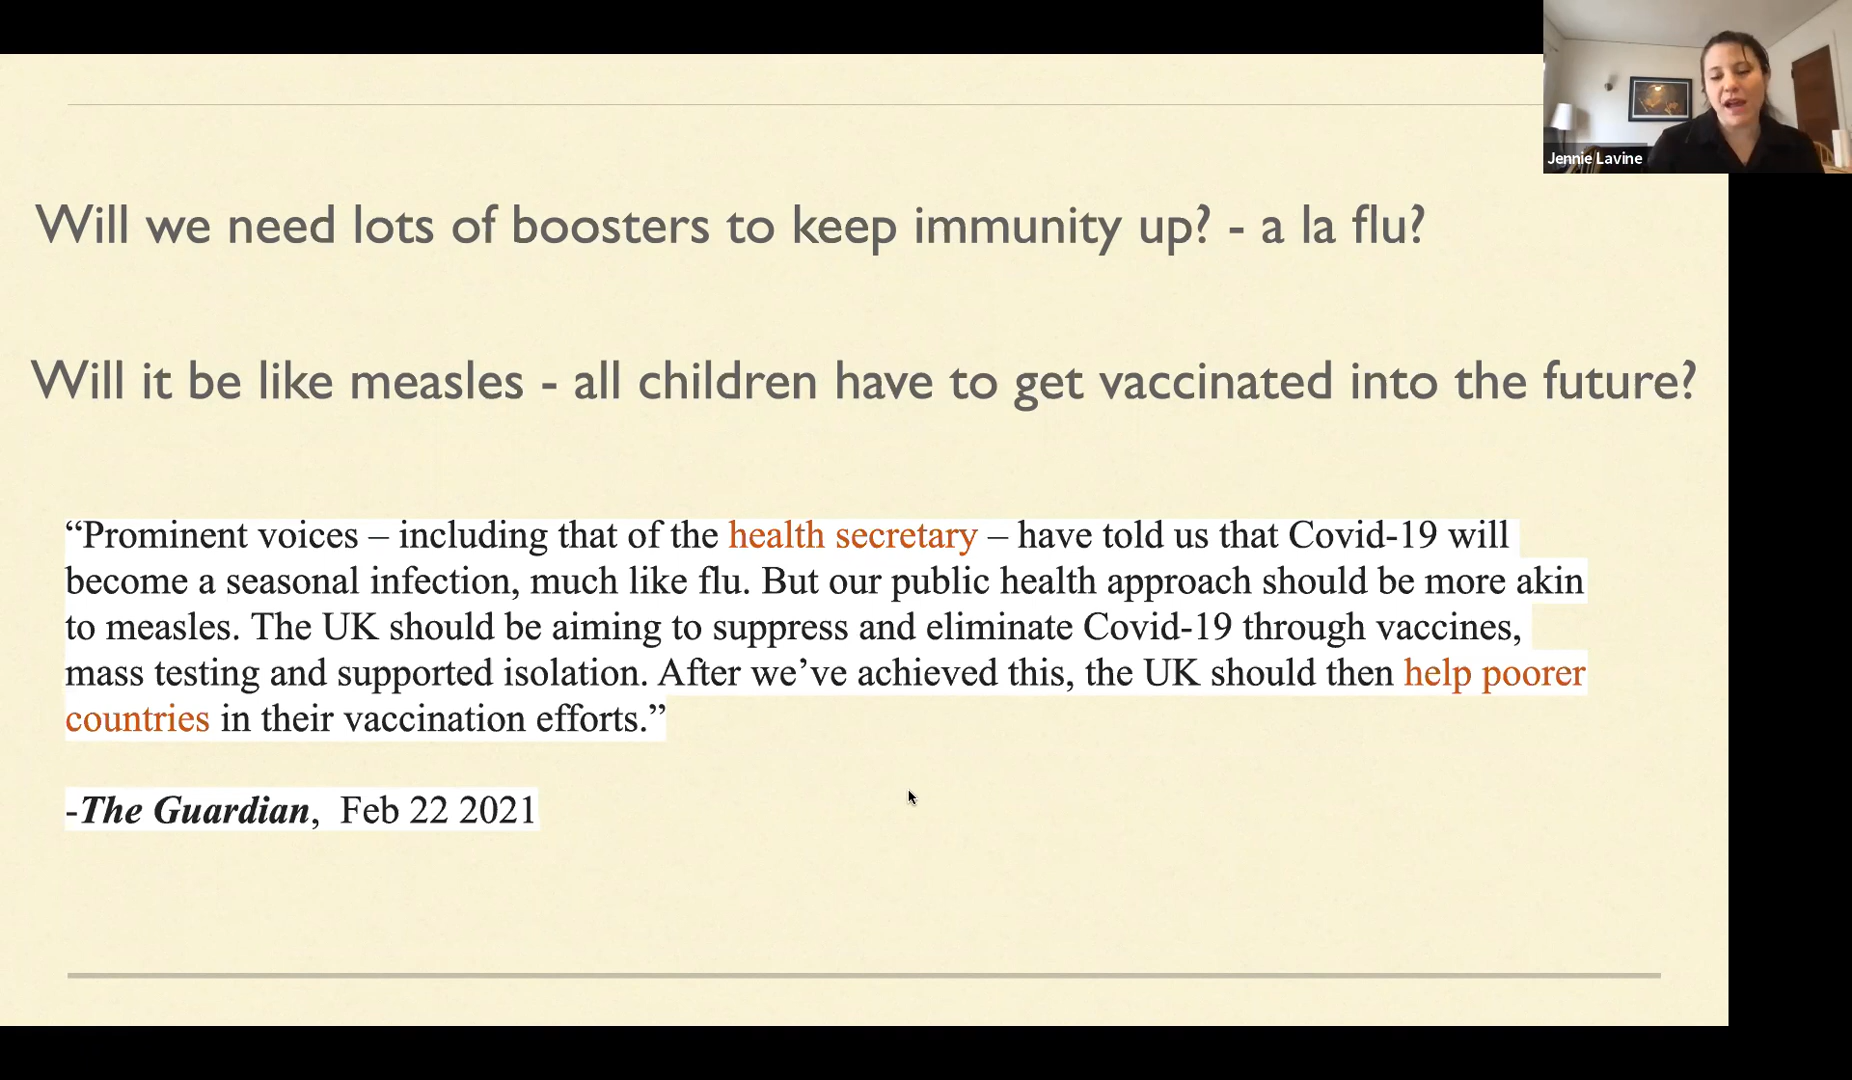 Jennie Lavine
Will we need lots of boosters to keep immunity up? - a la flu?
Will it be like measles - all children have to get vaccinated into the future?
“Prominent voices – including that of the health secretary – have told us that Covid-19 will
become a seasonal infection, much like flu. But our public health approach should be more akin
to measles. The UK should be aiming to suppress and eliminate Covid-19 through vaccines,
mass testing and supported isolation. After we’ve achieved this, the UK should then help poorer
countries in their vaccination efforts.”
-The Guardian, Feb 22 2021